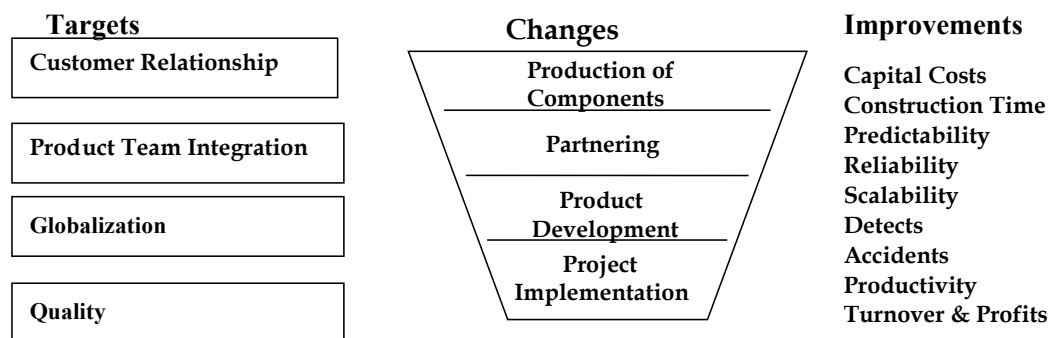 Targets
Customer Relationship
Product Team Integration
Globalization
Quality
Changes
Production of
Components
Partnering
Product
Development
Project
Implementation
Improvements
Capital Costs
Construction Time
Predictability
Reliability
Scalability
Detects
Accidents
Productivity
Turnover & Profits